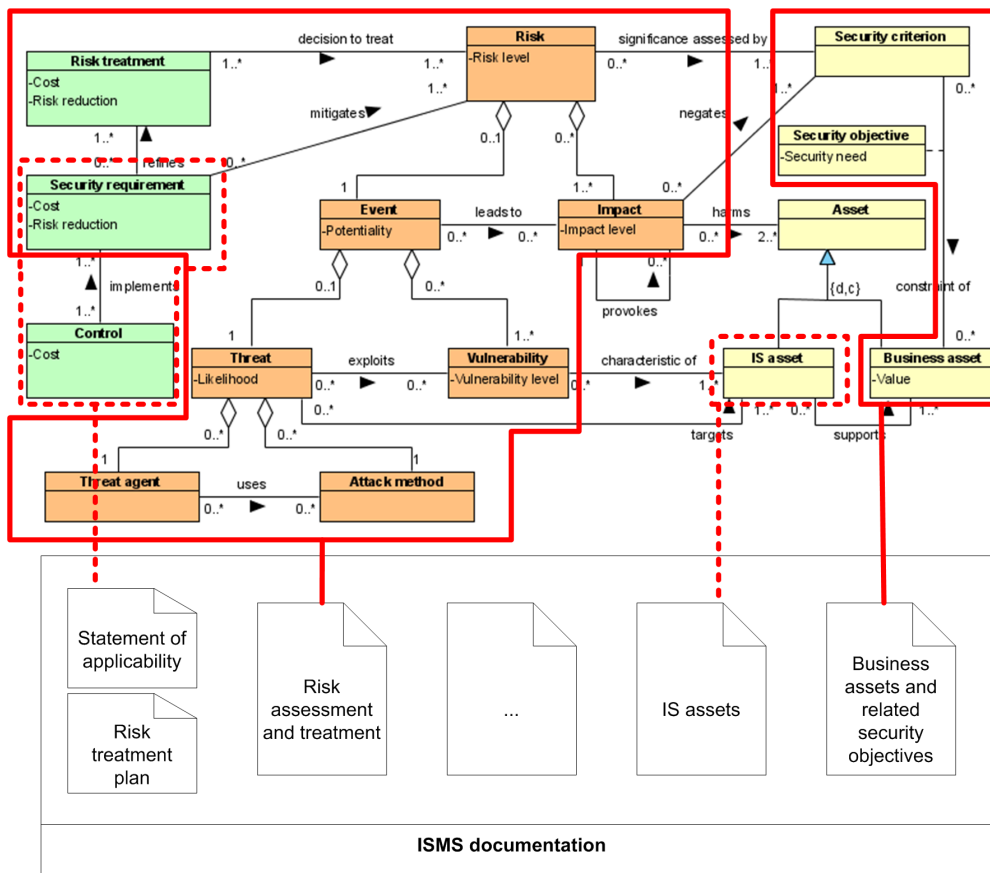 decision to treat
Risk
-Risk level
significance assessed by
Security criterion
Risk treatment
-Cost
-Risk reduction
1..*
1..*
0..*
1..*
0..*
1..*
mitigates
negates
0..1
0..*
Security objective
-Security need
1..*
0..*
refines
0..*
Security requirement
-Cost
-Risk reduction
1
1..*
0..*
Event
-Potentiality
leads to
0..*
0..*
Impact
-Impact level
harms
0..*
2..*
Asset
1..*
implements
1..*
0..1
0..*
1..*
0..*
provokes
{d,c}
constraint of
Control
-Cost
1
1..*
0..*
Threat
-Likelihood
exploits
0..*
0..*
Vulnerability
-Vulnerability level
characteristic of
0..*
1..*
IS asset
Business asset
-Value
0..*
0..*
0..*
targets
1..*
0..*
supports
1..*
1
1
Threat agent
uses
0..*
0..*
Attack method
Statement of
applicability
Risk
treatment
plan
Risk
assessment
and treatment
...
IS assets
Business
assets and
related
security
objectives
ISMS documentation